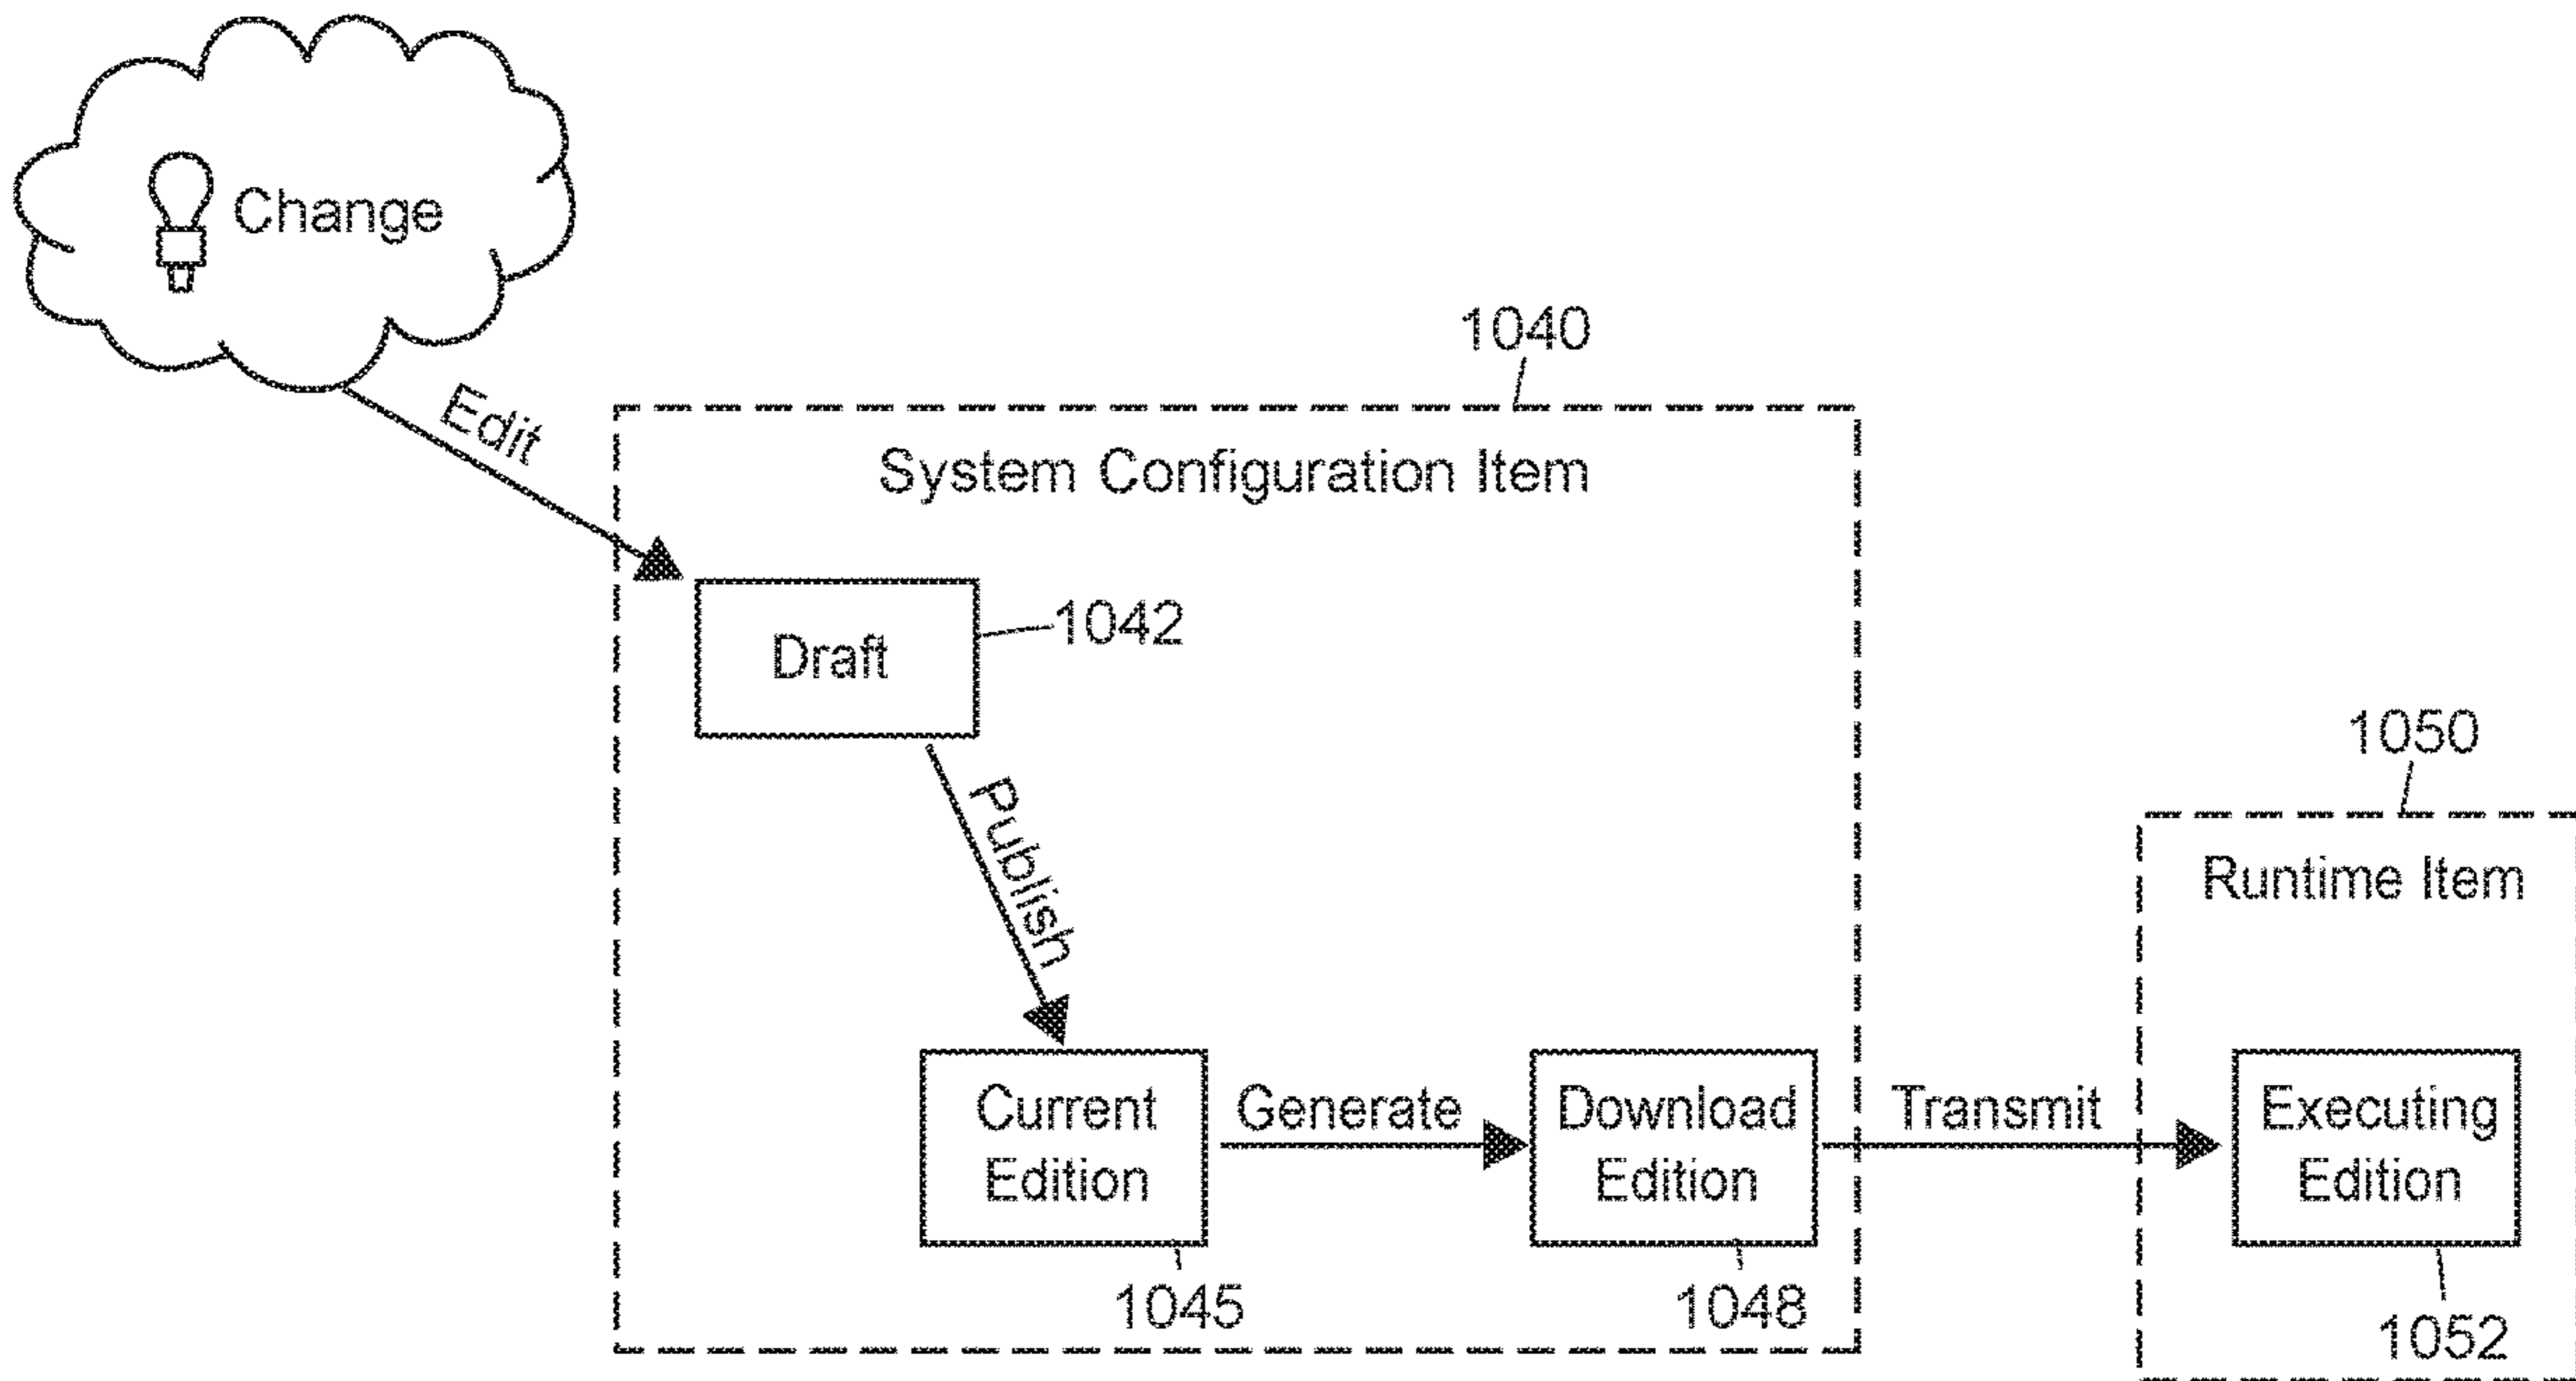 Change
Edit
1040
System Configuration Item
Draft
1042
Publish
1050
Runtime Item
Current
Edition
Generate
Download
Edition
Transmit
Executing
Edition
1045
1048
1052